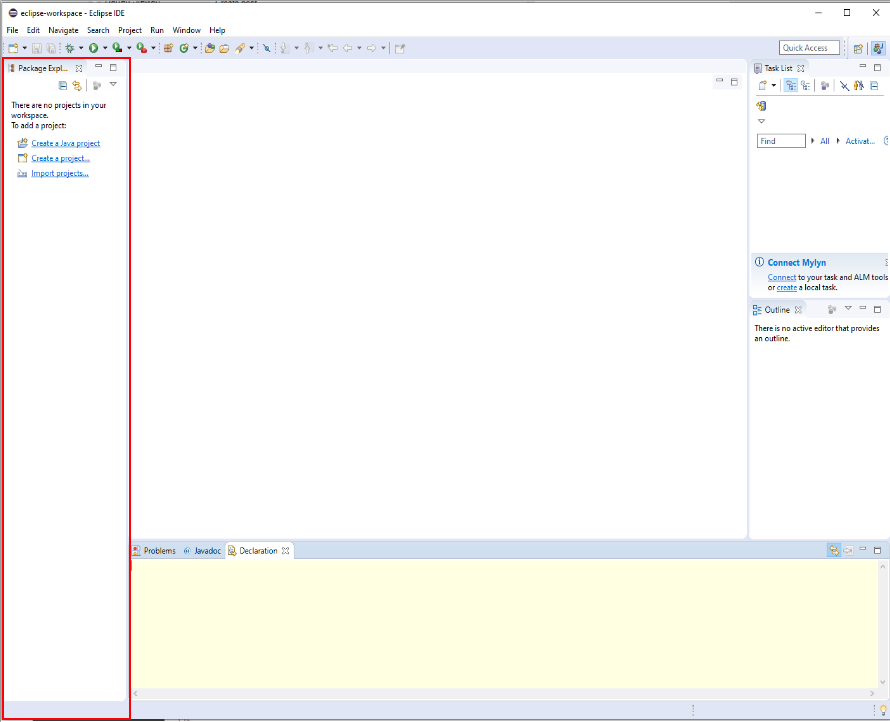 eclipse-workspace - Eclipse IDE
File Edit Navigate Search Project Run Window Help
Quick Access
Package Expl...
There are no projects in your
workspace.
To add a project:
Create a Java project
Create a project...
Import projects...
Task List
Find All Activat...
Connect Mylyn
Connect to your task and ALM tools
or create a local task.
Outline
There is no active editor that provides
an outline.
Problems Javadoc Declaration